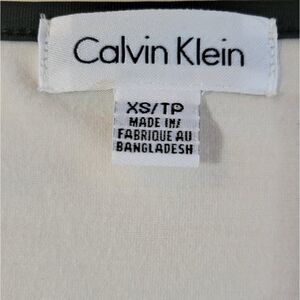 Calvin Klein
XS/TP
MADE IN/
FABRIQUE AU
BANGLADESH